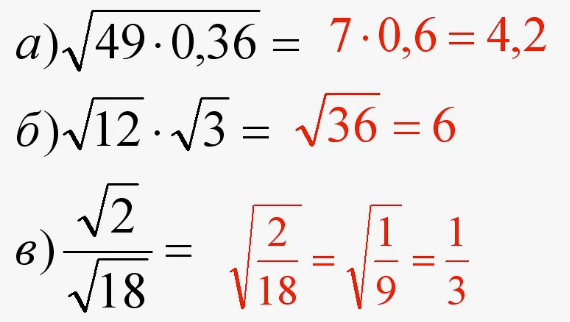 а)√(49·0,36) = 7·0,6 = 4,2
б)√12·√3 = √36 = 6
в)√2/√18 = √(2/18) = √(1/9) = 1/3